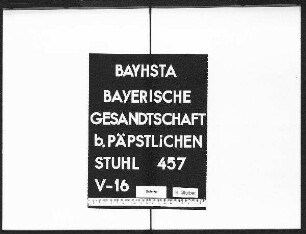 BAYHSTA
BAYERISCHE
GESANDTSCHAFT
b. PÄPSTLICHEN
STUHL 457
V-16